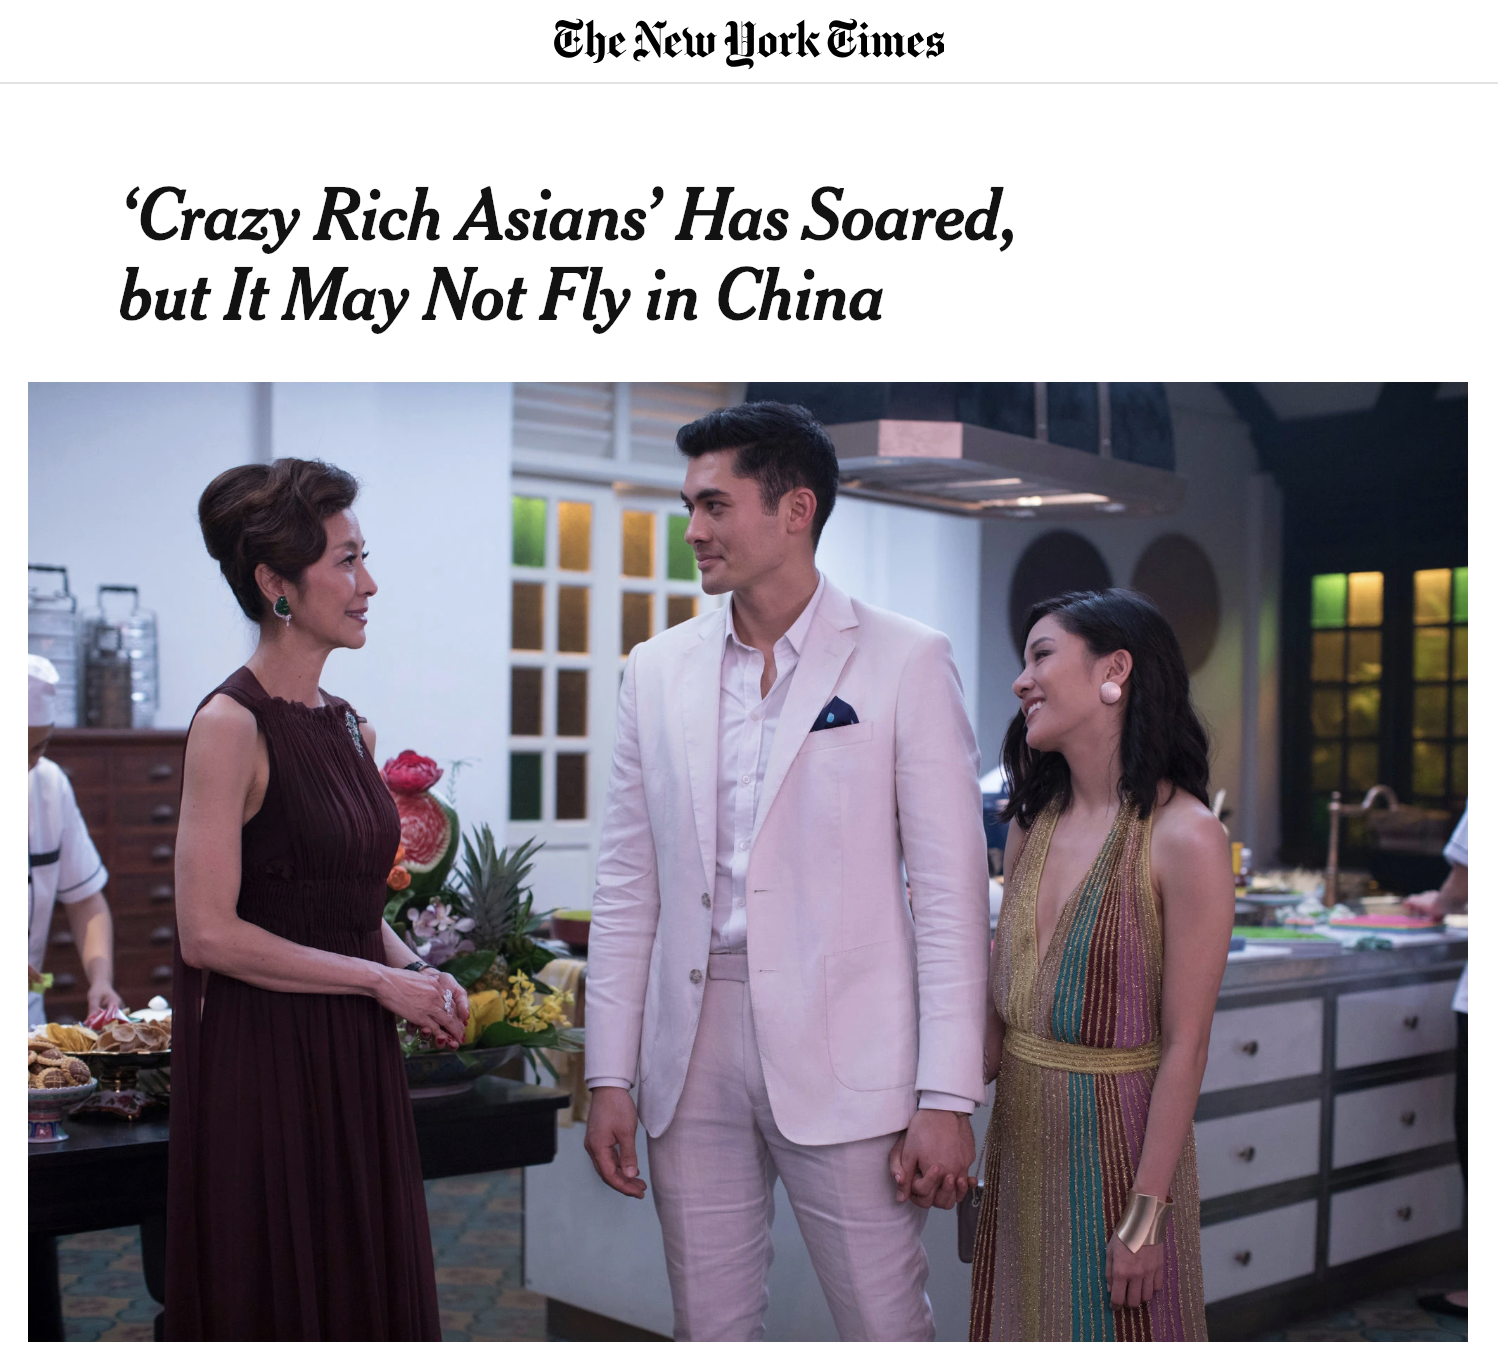 The New York Times
‘Crazy Rich Asians’ Has Soared,
but It May Not Fly in China